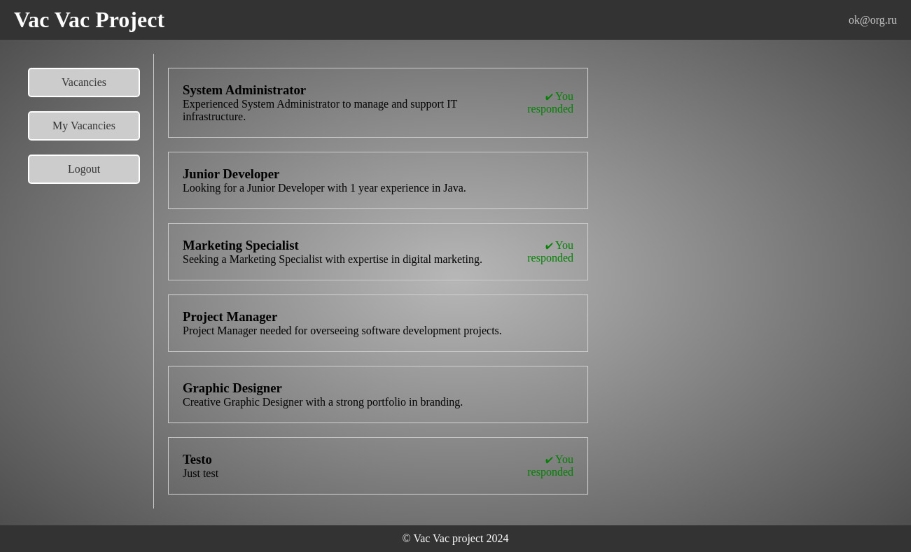 Vac Vac Project
ok@org.ru
Vacancies
My Vacancies
Logout
System Administrator
Experienced System Administrator to manage and support IT
infrastructure.
✔ You
responded
Junior Developer
Looking for a Junior Developer with 1 year experience in Java.
Marketing Specialist
Seeking a Marketing Specialist with expertise in digital marketing.
✔ You
responded
Project Manager
Project Manager needed for overseeing software development projects.
Graphic Designer
Creative Graphic Designer with a strong portfolio in branding.
Testo
Just test
✔ You
responded
© Vac Vac project 2024